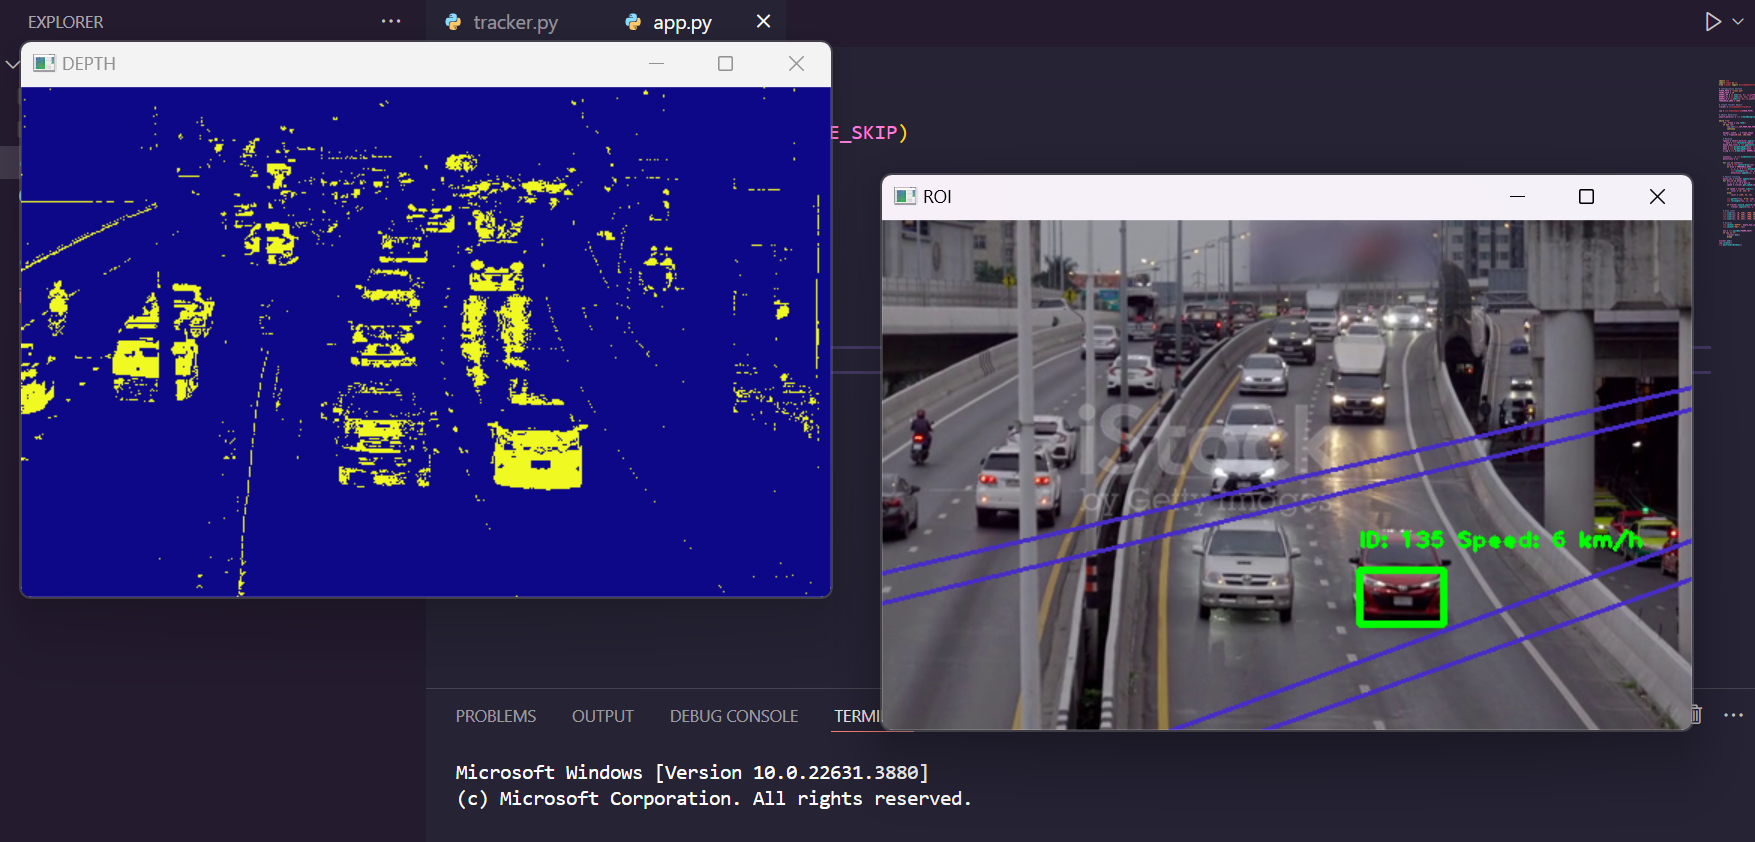 EXPLORER
···
tracker.py
app.py
DEPTH
E_SKIP)
ROI
iStock
by Getty Images
ID: 135 Speed: 6 km/h
PROBLEMS
OUTPUT
DEBUG CONSOLE
TERMI
···
Microsoft Windows [Version 10.0.22631.3880]
(c) Microsoft Corporation. All rights reserved.